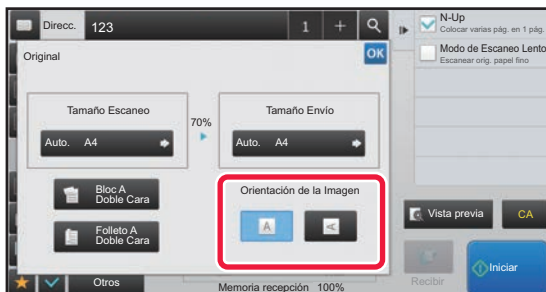 Direcc. 123 1 +
Original OK
Tamaño Escaneo
70%
Tamaño Envío
Auto. A4
Auto. A4
Bloc A
Doble Cara
Folleto A
Doble Cara
Orientación de la Imagen
A A
Otros
Memoria recepción 100%
N-Up
Colocar varias pág. en 1 pág.
Modo de Escaneo Lento
Escanear orig. papel fino
Vista previa
CA
Recibir
Iniciar